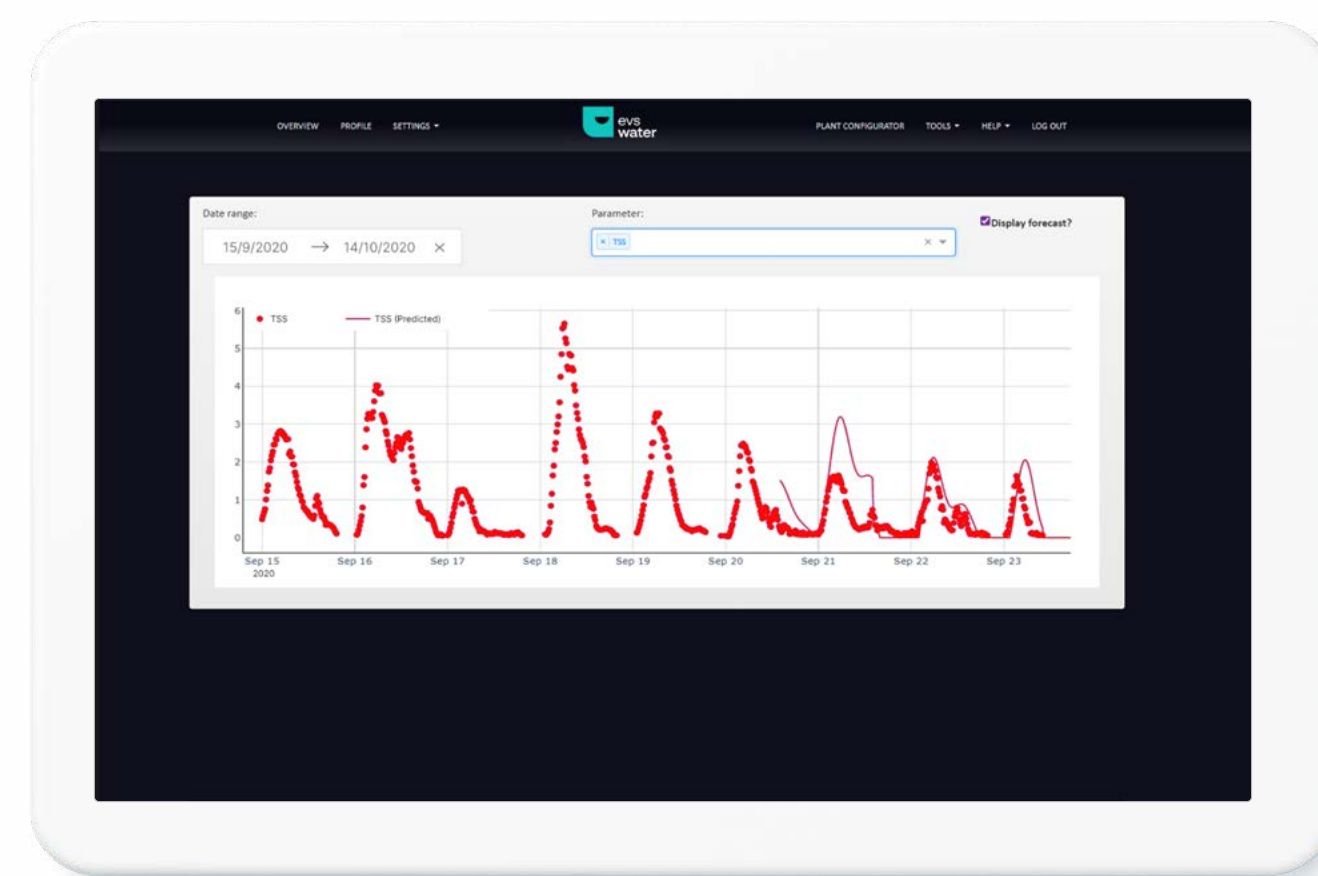 OVERVIEW PROFILE SETTINGS
evs
water
PLANT CONFIGURATOR TOOLS HELP LOG OUT
Date range:
15/9/2020 → 14/10/2020 ×
Parameter:
× TSS
Display forecast?
TSS TSS (Predicted)
6
5
4
3
2
1
0
Sep 15 Sep 16 Sep 17 Sep 18 Sep 19 Sep 20 Sep 21 Sep 22 Sep 23
2020